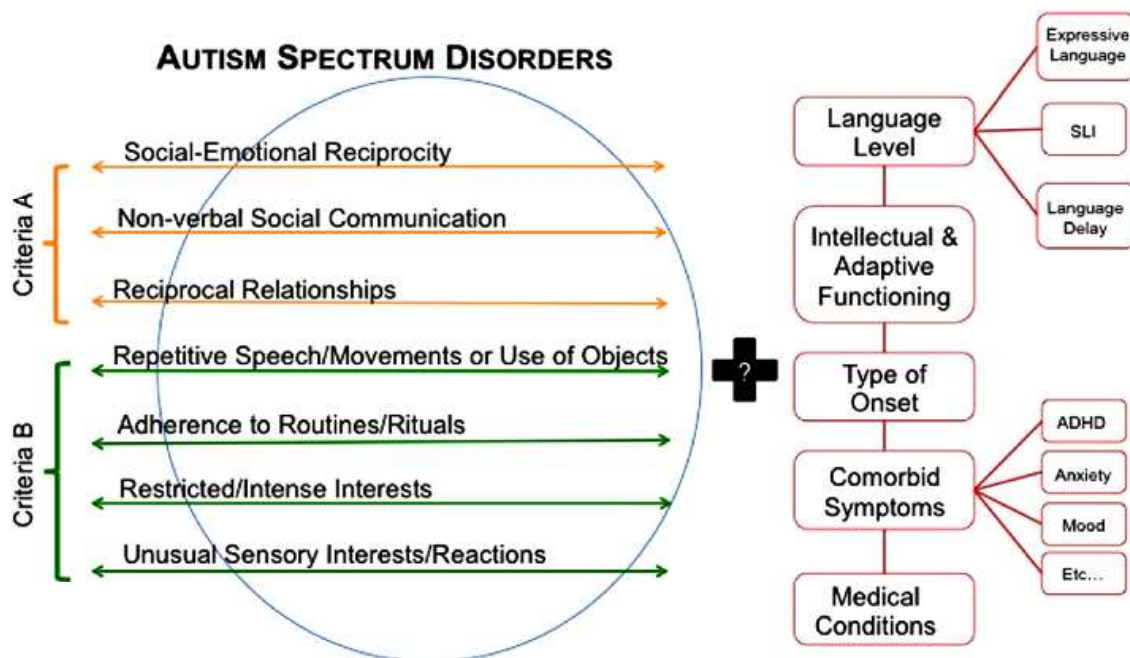 AUTISM SPECTRUM DISORDERS
Criteria A
Social-Emotional Reciprocity
Non-verbal Social Communication
Reciprocal Relationships
Criteria B
Repetitive Speech/Movements or Use of Objects
Adherence to Routines/Rituals
Restricted/Intense Interests
Unusual Sensory Interests/Reactions
?
Language
Level
Expressive
Language
SLI
Language
Delay
Intellectual &
Adaptive
Functioning
Type of
Onset
Comorbid
Symptoms
ADHD
Anxiety
Mood
Etc...
Medical
Conditions